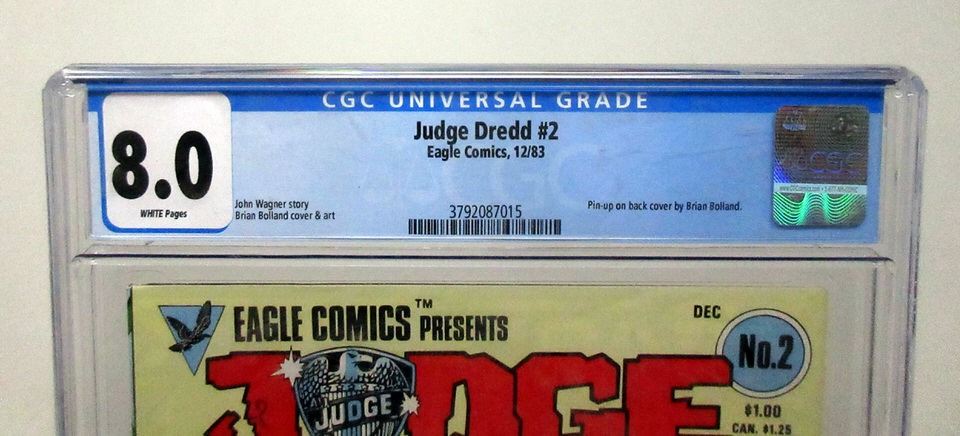 CGC UNIVERSAL GRADE
8.0
WHITE Pages
Judge Dredd #2
Eagle Comics, 12/83
John Wagner story
Brian Bolland cover & art
3792087015
Pin-up on back cover by Brian Bolland.
CGC
EAGLE COMICS™ PRESENTS
DEC
No.2
JUDGE
JUDGE
$1.00
CAN. $1.25